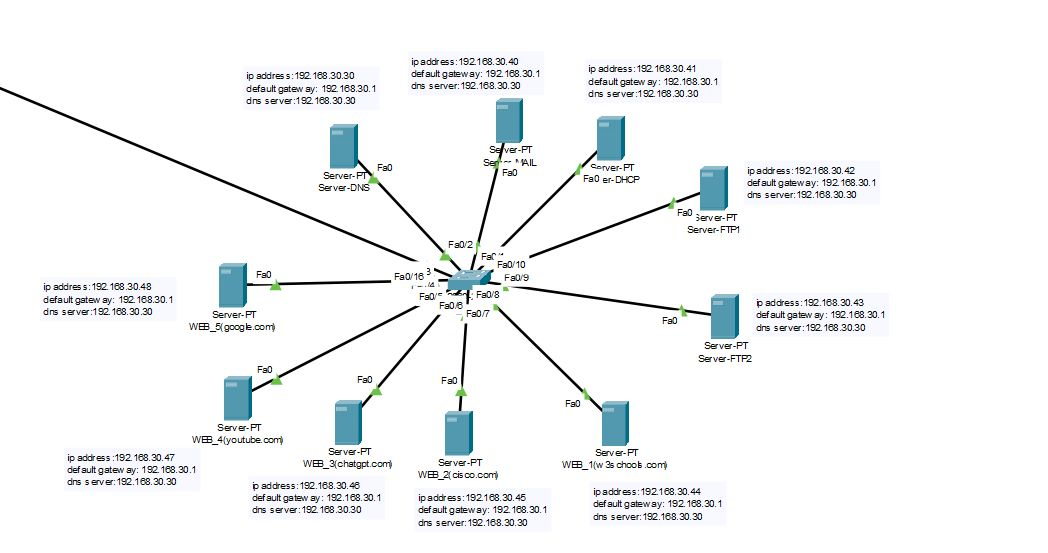 ip address:192.168.30.30
default gateway: 192.168.30.1
dns server:192.168.30.30
ip address:192.168.30.40
default gateway: 192.168.30.1
dns server:192.168.30.30
ip address:192.168.30.41
default gateway: 192.168.30.1
dns server:192.168.30.30
Server-PT
Server-DNS
Fa0
Server-PT
MAIL
Fa0
Server-PT
er-DHCP
Fa0
ip address:192.168.30.42
default gateway: 192.168.30.1
dns server:192.168.30.30
Server-PT
Server-FTP1
Fa0
Fa0/2
Fa0/10
Fa0/9
Fa0/16
Fa0/8
Fa0/6
Fa0/7
ip address:192.168.30.48
default gateway: 192.168.30.1
dns server:192.168.30.30
Fa0
Server-PT
WEB_5(google.com)
ip address:192.168.30.43
default gateway: 192.168.30.1
dns server:192.168.30.30
Fa0
Server-PT
Server-FTP2
Fa0
Server-PT
WEB_4(youtube.com)
Fa0
Server-PT
WEB_3(chatgpt.com)
Fa0
Server-PT
WEB_2(cisco.com)
Fa0
Server-PT
WEB_1(w3schools.com)
ip address:192.168.30.47
default gateway: 192.168.30.1
dns server:192.168.30.30
ip address:192.168.30.46
default gateway: 192.168.30.1
dns server:192.168.30.30
ip address:192.168.30.45
default gateway: 192.168.30.1
dns server:192.168.30.30
ip address:192.168.30.44
default gateway: 192.168.30.1
dns server:192.168.30.30